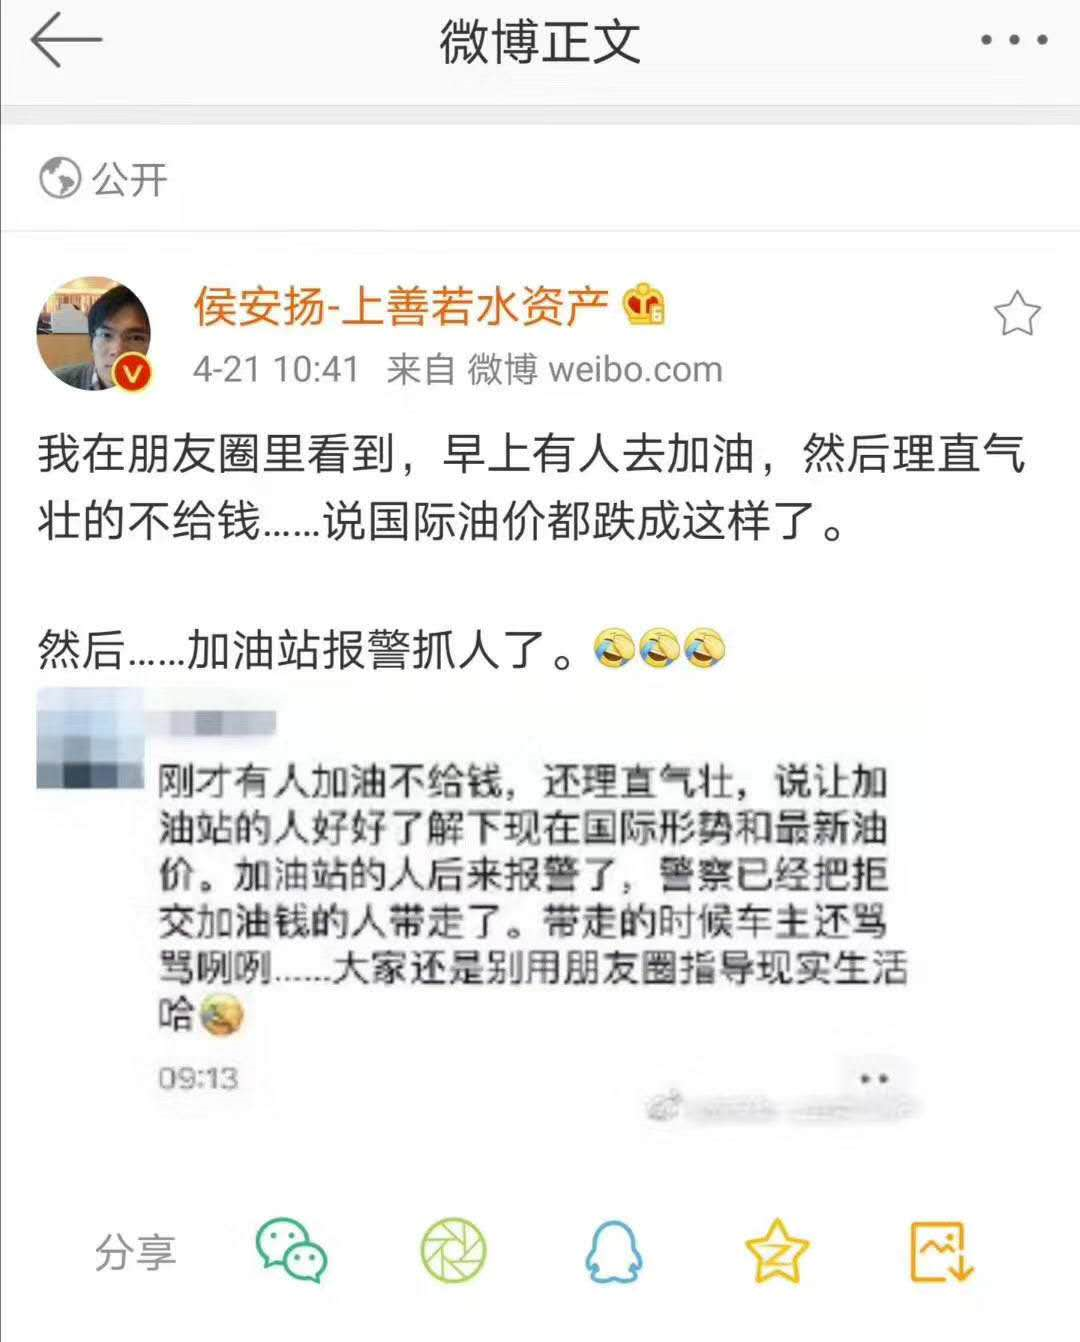 微博正文
公开
侯安扬-上善若水资产
6
4-21 10:41 来自 微博 weibo.com
我在朋友圈里看到，早上有人去加油，然后理直气
壮的不给钱……说国际油价都跌成这样了。
然后……加油站报警抓人了。
刚才有人加油不给钱，还理直气壮，说让加
油站的人好好了解下现在国际形势和最新油
价。加油站的人后来报警了，警察已经把拒
交加油钱的人带走了。带走的时候车主还骂
骂咧咧……大家还是别用朋友圈指导现实生活
哈
09:13
分享